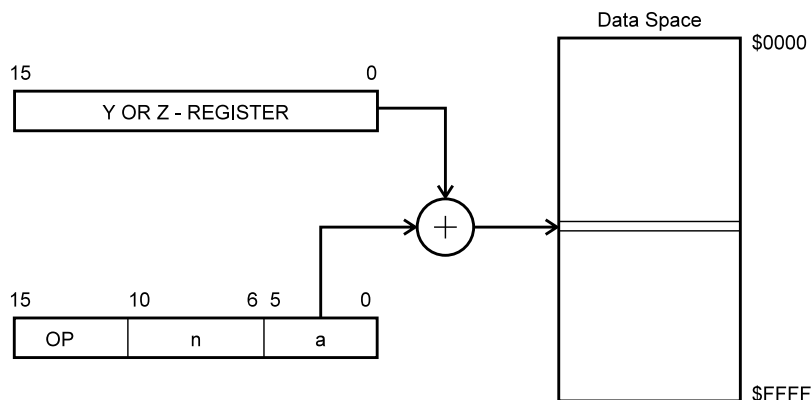 Data Space
$0000
15 0
Y OR Z - REGISTER
15 10 6 5 0
OP n a
$FFFF